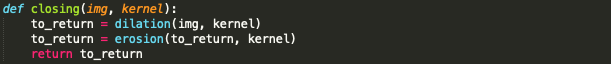 def closing(img, kernel):
    to_return = dilation(img, kernel)
    to_return = erosion(to_return, kernel)
    return to_return